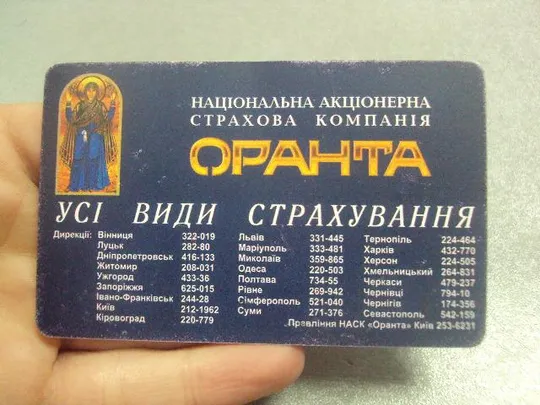 НАЦІОНАЛЬНА АКЦІОНЕРНА
СТРАХОВА КОМПАНІЯ
ОРАНТА
УСІ ВИДИ СТРАХУВАННЯ
Дирекції: Вінниця 322-019 Львів 331-445 Тернопіль 224-464
Луцьк 282-80 Маріуполь 333-481 Харків 432-770
Дніпропетровськ 416-133 Миколаїв 359-865 Херсон 224-505
Житомир 208-031 Одеса 220-503 Хмельницький 264-831
Ужгород 433-36 Полтава 734-55 Черкаси 479-237
Запоріжжя 625-015 Рівне 269-942 Чернівці 794-10
Івано-Франківськ 244-28 Сімферополь 521-040 Чернігів 174-356
Київ 212-1962 Суми 271-376 Севастополь 542-159
Кіровоград 220-779 Правління НАСК «Оранта» Київ 253-6231